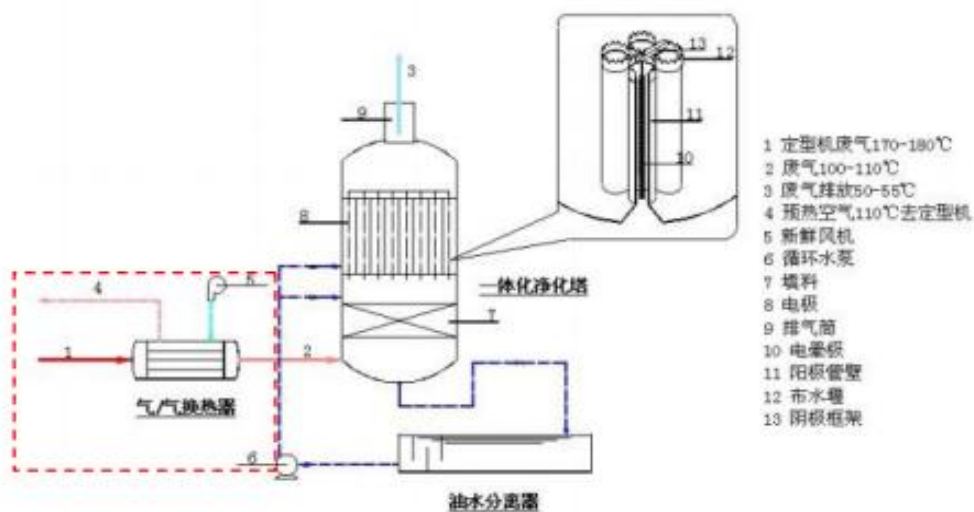 13
12
11
10
3
9
8
7
一体化净化塔
4
5
1
2
气/气换热器
6
油水分离器
1 定型机废气170-180℃
2 废气100-110℃
3 废气排放50-55℃
4 预热空气110℃去定型机
5 新鲜风机
6 循环水泵
7 填料
8 电极
9 排气筒
10 电晕极
11 阳极管壁
12 布水堰
13 阴极框架